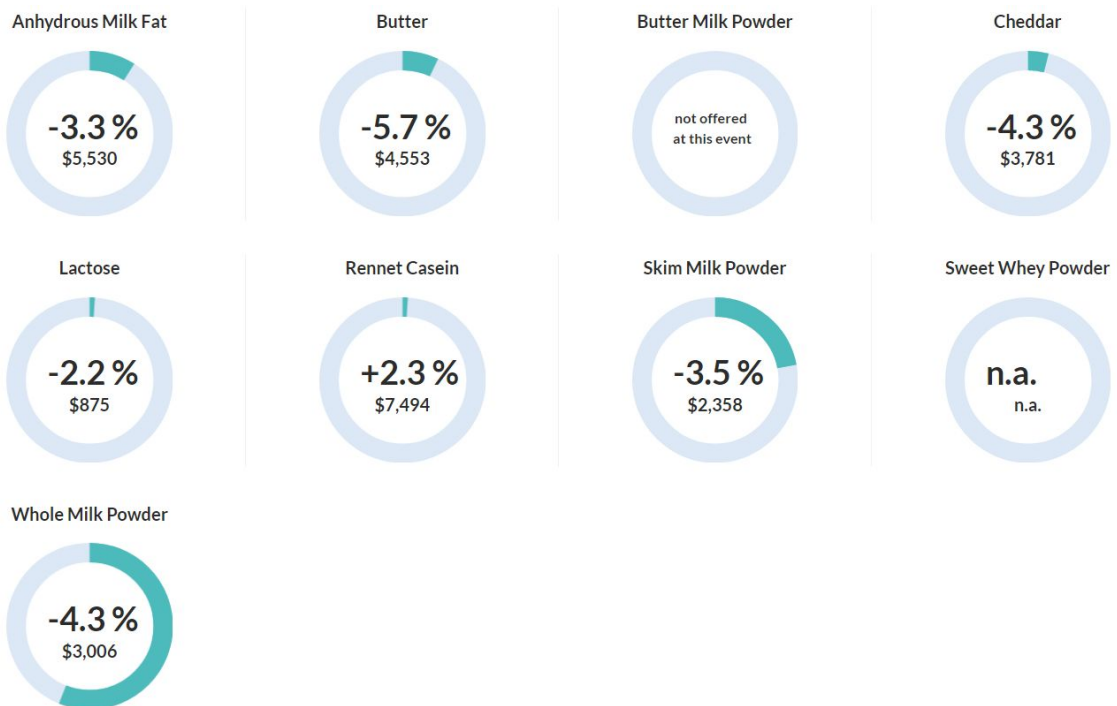 Anhydrous Milk Fat
-3.3 %
$5,530
Butter
-5.7 %
$4,553
Butter Milk Powder
not offered
at this event
Cheddar
-4.3 %
$3,781
Lactose
-2.2 %
$875
Rennet Casein
+2.3 %
$7,494
Skim Milk Powder
-3.5 %
$2,358
Sweet Whey Powder
n.a.
n.a.
Whole Milk Powder
-4.3 %
$3,006